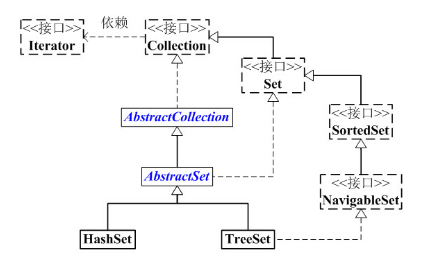 <<接口>>
Iterator
依赖
<<接口>>
Collection
<<接口>>
Set
AbstractCollection
<<接口>>
SortedSet
AbstractSet
<<接口>>
NavigableSet
HashSet
TreeSet